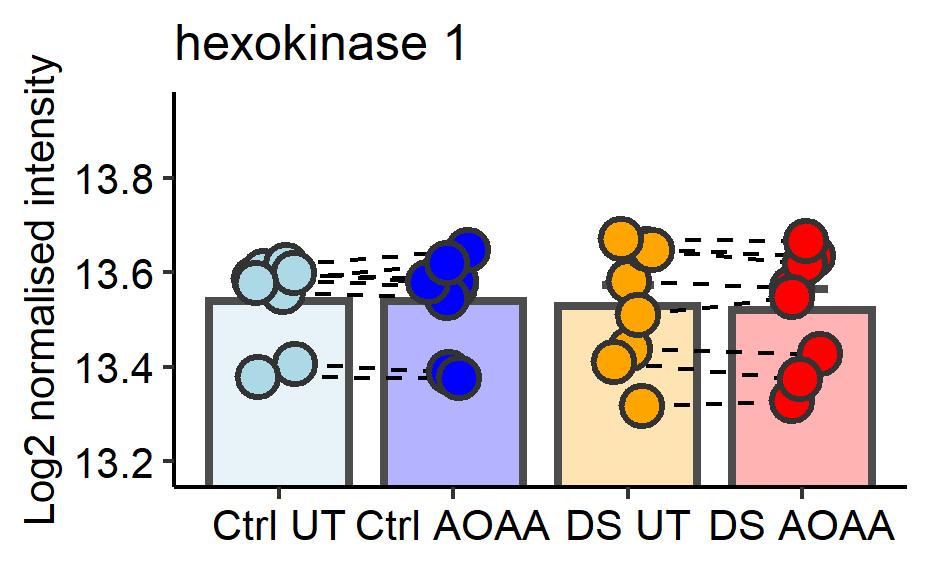 hexokinase 1
Log2 normalised intensity
13.8
13.6
13.4
13.2
Ctrl UT Ctrl AOAA DS UT DS AOAA